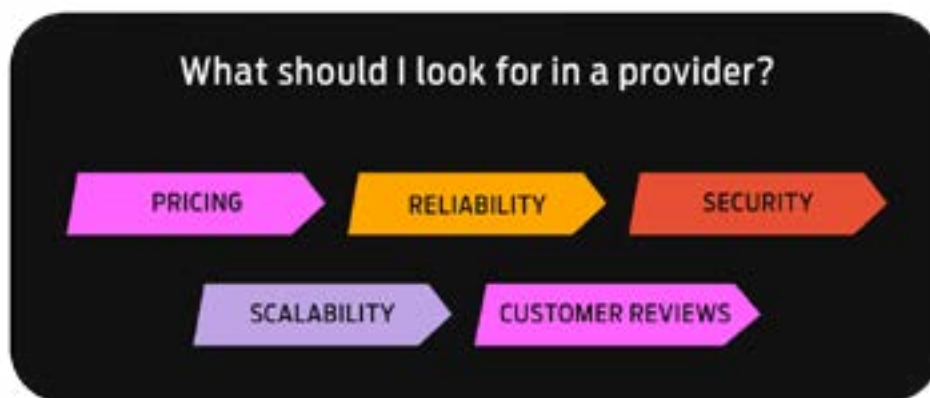 What should I look for in a provider?
PRICING
RELIABILITY
SECURITY
SCALABILITY
CUSTOMER REVIEWS